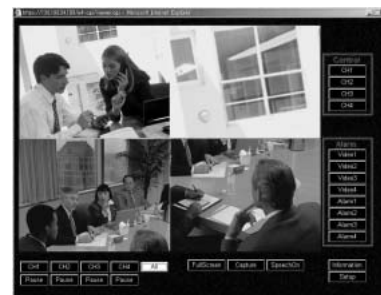 Microsoft Internet Explorer
Control
CH1
CH2
CH3
CH4
Alarm
Video1
Video2
Video3
Video4
Alarm1
Alarm2
Alarm3
Alarm4
CH1 CH2 CH3 CH4 All
Pause Pause Pause Pause
FullScreen Capture SpeechOn
Information
Setup